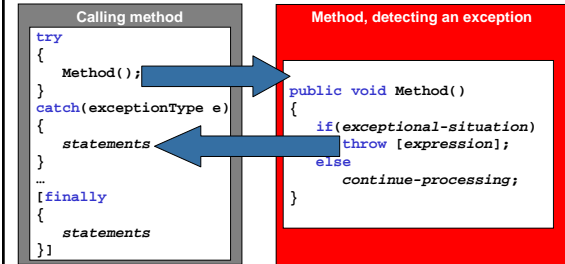 Calling method
try
{
Method();
}
catch(exceptionType e)
{
statements
}
…
[finally
{
statements
}]
Method, detecting an exception
public void Method()
{
if(exceptional-situation)
throw [expression];
else
continue-processing;
}